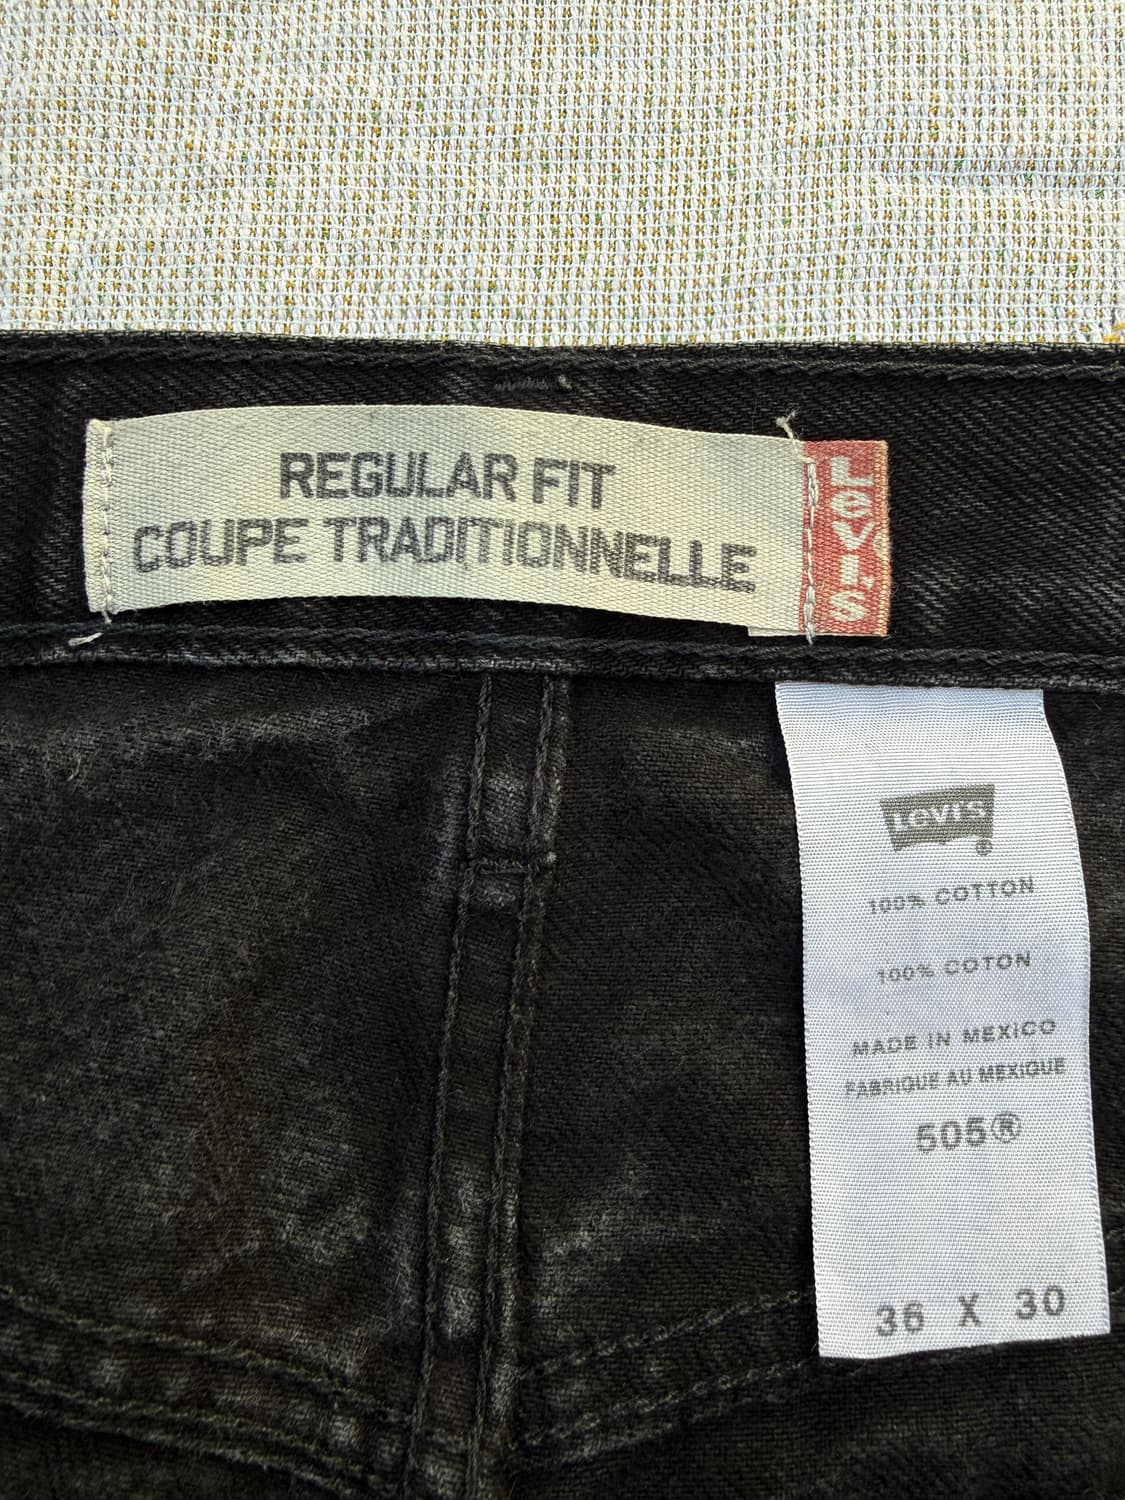 REGULAR FIT
COUPE TRADITIONNELLE
LeVI'S
LeVI'S
®
100% COTTON
100% COTON
MADE IN MEXICO
FABRIQUE AU MEXIQUE
505®
36 X 30